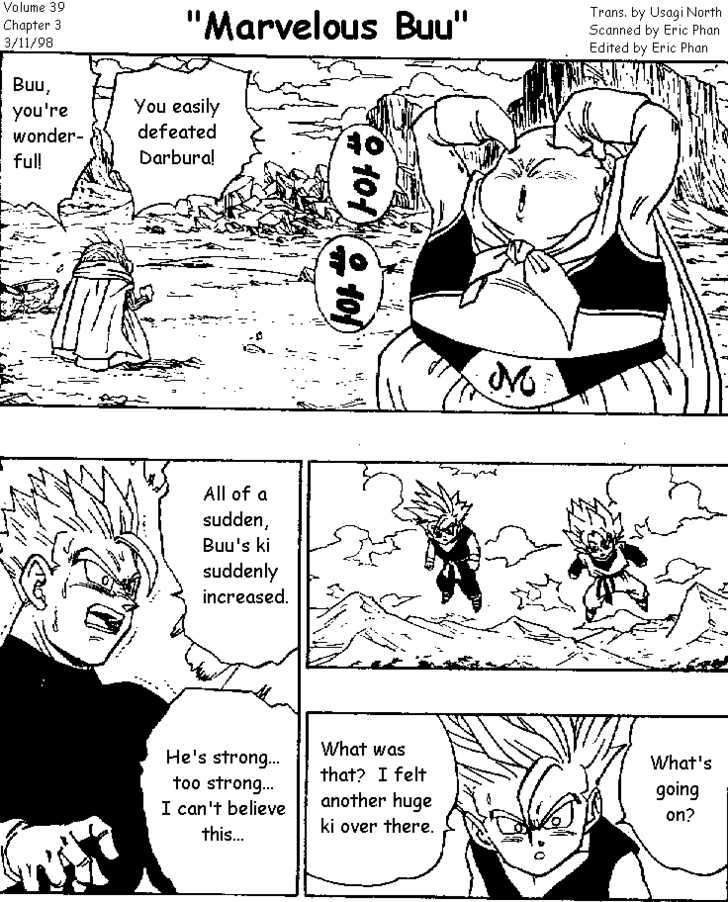 Volume 39
Chapter 3
3/11/98
"Marvelous Buu"
Trans. by Usagi North
Scanned by Eric Phan
Edited by Eric Phan
Buu,
you're
wonder-
ful!
You easily
defeated
Darbura!
All of a
sudden,
Buu's ki
suddenly
increased.
He's strong...
too strong...
I can't believe
this...
What was
that? I felt
another huge
ki over there.
What's
going
on?